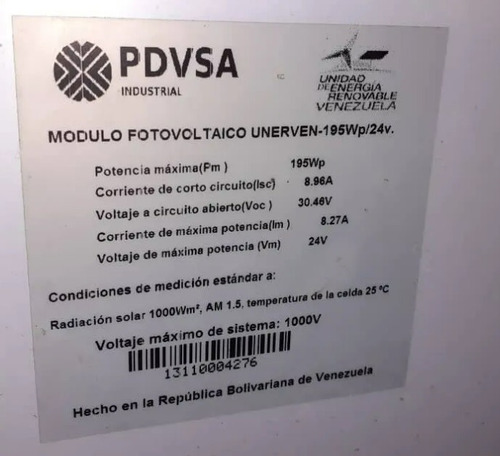 PDVSA
INDUSTRIAL
UNIDAD
DE ENERGÍA
RENOVABLE
VENEZUELA
MODULO FOTOVOLTAICO UNERVEN-195Wp/24v.
Potencia máxima(Pm ) 195Wp
Corriente de corto circuito(Isc) 8.96A
Voltaje a circuito abierto(Voc ) 30.46V
Corriente de máxima potencia(Im ) 8.27A
Voltaje de máxima potencia (Vm) 24V
Condiciones de medición estándar a:
Radiación solar 1000Wm², AM 1.5, temperatura de la celda 25 ºC
Voltaje máximo de sistema: 1000V
13110004276
Hecho en la República Bolivariana de Venezuela